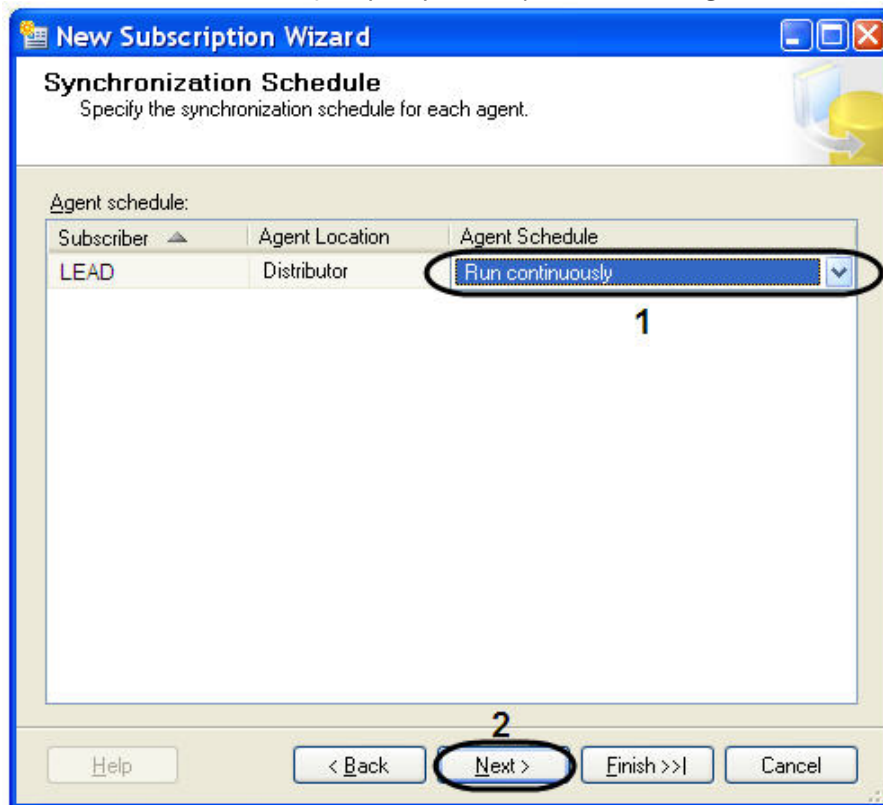 New Subscription Wizard
Synchronization Schedule
Specify the synchronization schedule for each agent.
Agent schedule:
Subscriber Agent Location Agent Schedule
LEAD Distributor Run continuously
1
2
Help < Back Next > Finish >>| Cancel